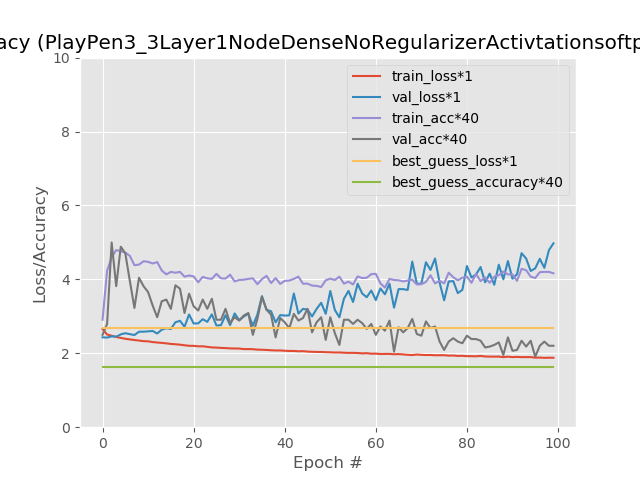 acy (PlayPen3_3Layer1NodeDenseNoRegularizerActivtationsoftp
10
8
6
4
2
0
Loss/Accuracy
train_loss*1
val_loss*1
train_acc*40
val_acc*40
best_guess_loss*1
best_guess_accuracy*40
0 20 40 60 80 100
Epoch #